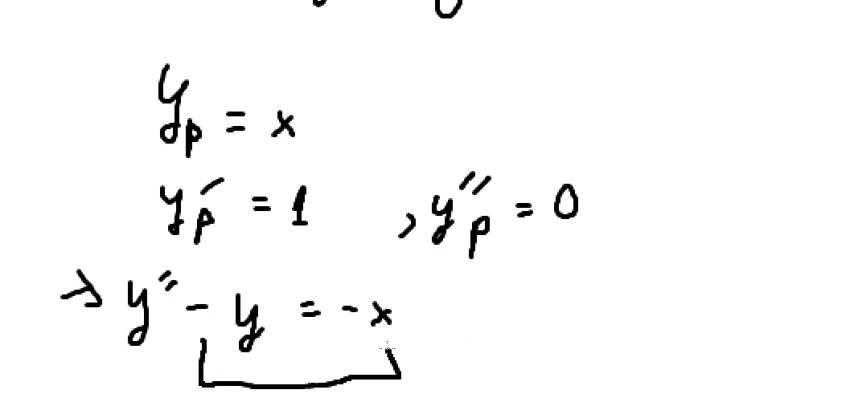 y_p = x
y_p' = 1 , y_p'' = 0
→ y'' - y = -x